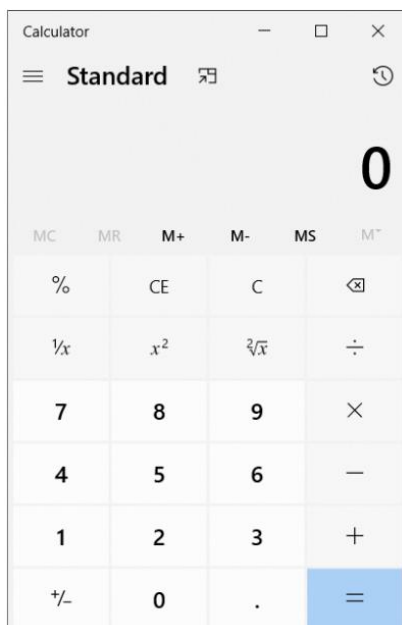 Calculator
Standard
0
MC MR M+ M- MS M˅
% CE C
¹/x x² ²√x ÷
7 8 9 ×
4 5 6 −
1 2 3 +
+/− 0 . =